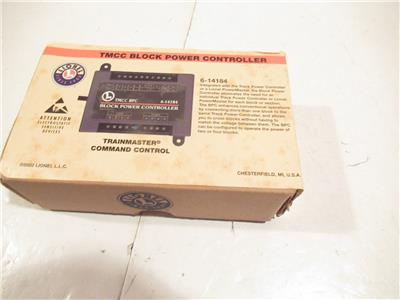 LIONEL
TMCC BLOCK POWER CONTROLLER
6-14184
Integrated with the Track Power Controller
or a Lionel PowerMaster, the Block Power
Controller eliminates the need for an
individual Track Power Controller or Lionel
PowerMaster for each block or section.
The BPC enhances conventional operations
by connecting more than one block to the
same Track Power Controller, and allows
you to cross blocks without having to
match the voltage between them. The BPC
can be configured to operate the power of
two or four blocks.
TMCC BPC 6-14184
BLOCK POWER CONTROLLER
ATTENTION
ELECTROSTATIC
SENSITIVE
DEVICES
TRAINMASTER®
COMMAND CONTROL
©2002 LIONEL L.L.C.
CHESTERFIELD, MI, U.S.A.
LIONEL